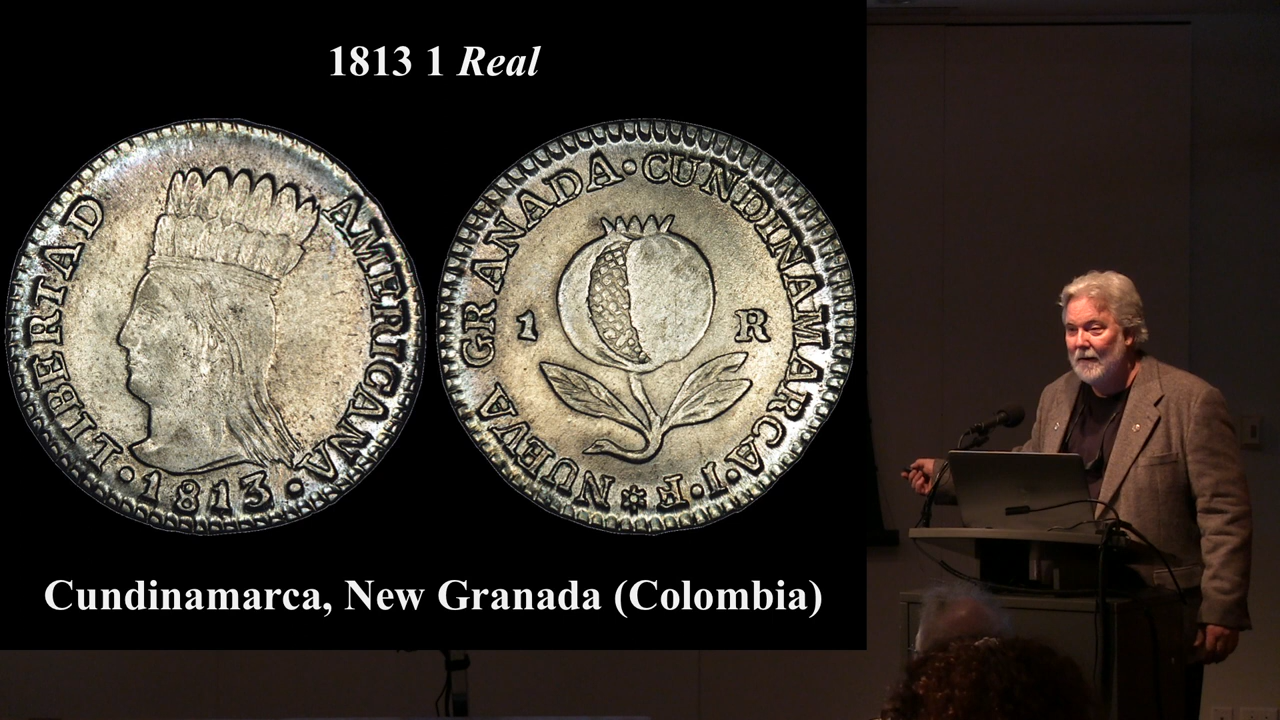 1813 1 Real
LIBERTAD AMERICANA
·1813·
NUEVA GRANADA·CUNDINAMARCA·I·F·
1 R
Cundinamarca, New Granada (Colombia)